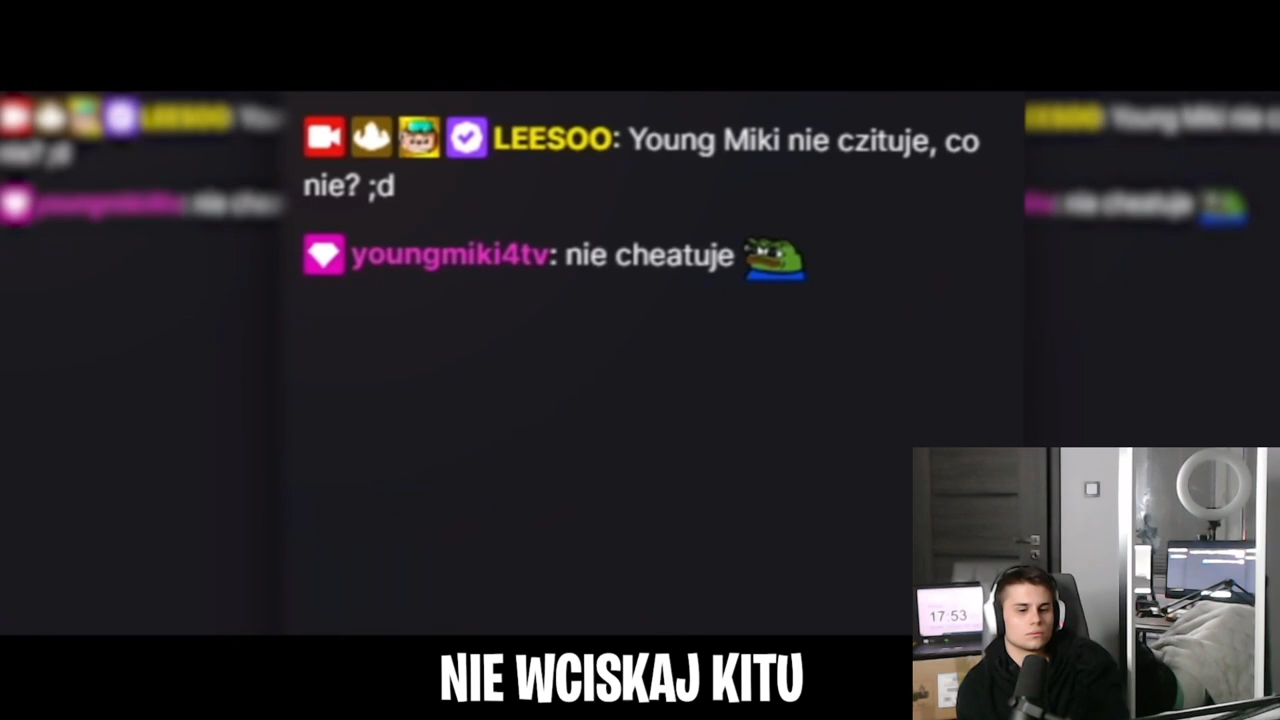 LEESOO: Young Miki nie czituje, co
nie? ;d
youngmiki4tv: nie cheatuje
17:53
NIE WCISKAJ KITU